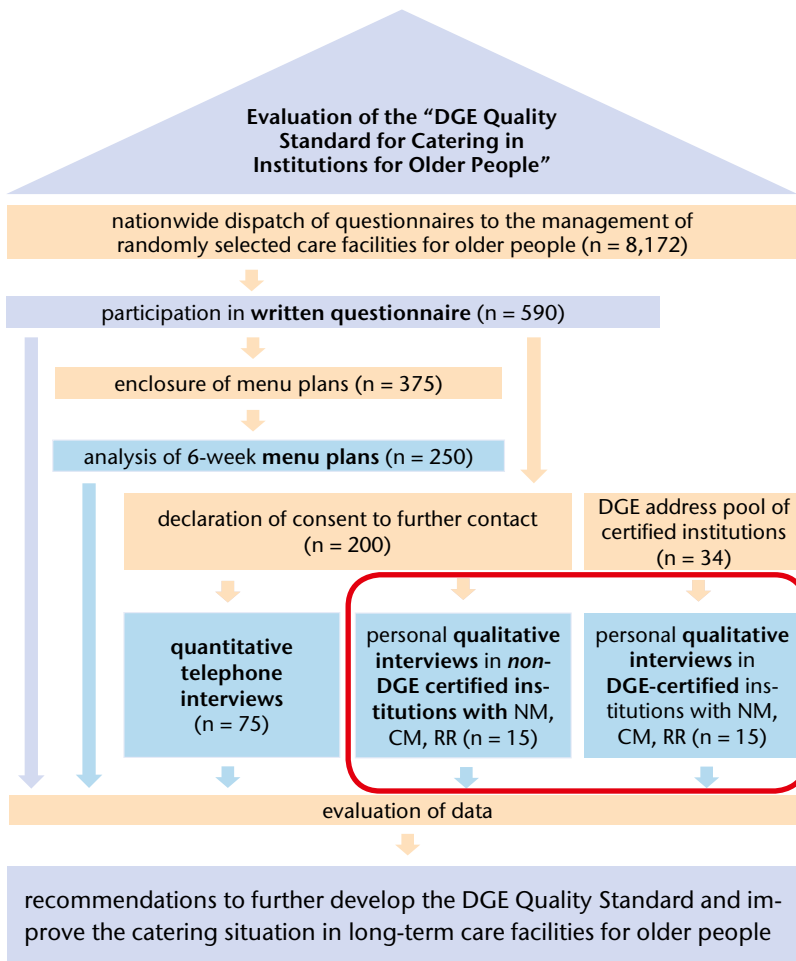 Evaluation of the “DGE Quality
Standard for Catering in
Institutions for Older People”
nationwide dispatch of questionnaires to the management of
randomly selected care facilities for older people (n = 8,172)
participation in written questionnaire (n = 590)
enclosure of menu plans (n = 375)
analysis of 6-week menu plans (n = 250)
declaration of consent to further contact
(n = 200)
DGE address pool of
certified institutions
(n = 34)
quantitative
telephone
interviews
(n = 75)
personal qualitative
interviews in non-
DGE certified ins-
titutions with NM,
CM, RR (n = 15)
personal qualitative
interviews in
DGE-certified ins-
titutions with NM,
CM, RR (n = 15)
evaluation of data
recommendations to further develop the DGE Quality Standard and im-
prove the catering situation in long-term care facilities for older people